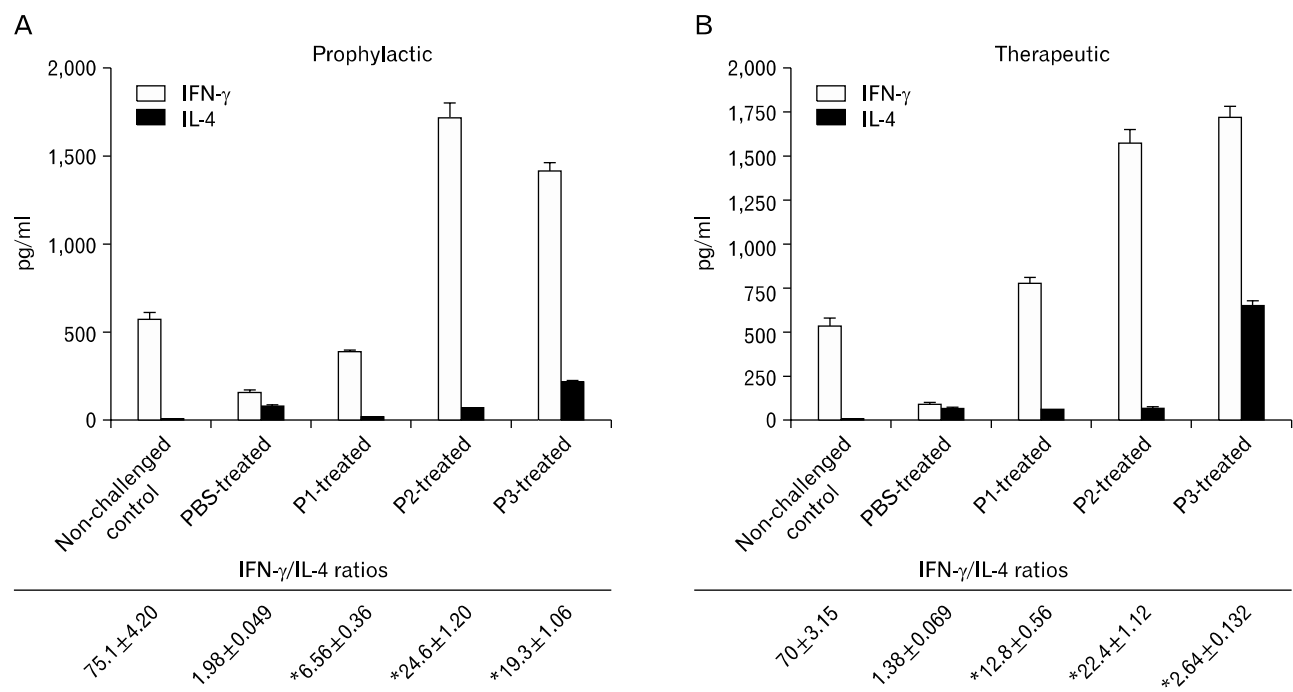 A
Prophylactic
2,000
1,500
1,000
500
0
pg/ml
IFN-γ
IL-4
Non-challenged
control
PBS-treated
P1-treated
P2-treated
P3-treated
IFN-γ/IL-4 ratios
75.1±4.20
1.98±0.049
*6.56±0.36
*24.6±1.20
*19.3±1.06
B
Therapeutic
2,000
1,750
1,500
1,250
1,000
750
500
250
0
pg/ml
IFN-γ
IL-4
Non-challenged
control
PBS-treated
P1-treated
P2-treated
P3-treated
IFN-γ/IL-4 ratios
70±3.15
1.38±0.069
*12.8±0.56
*22.4±1.12
*2.64±0.132